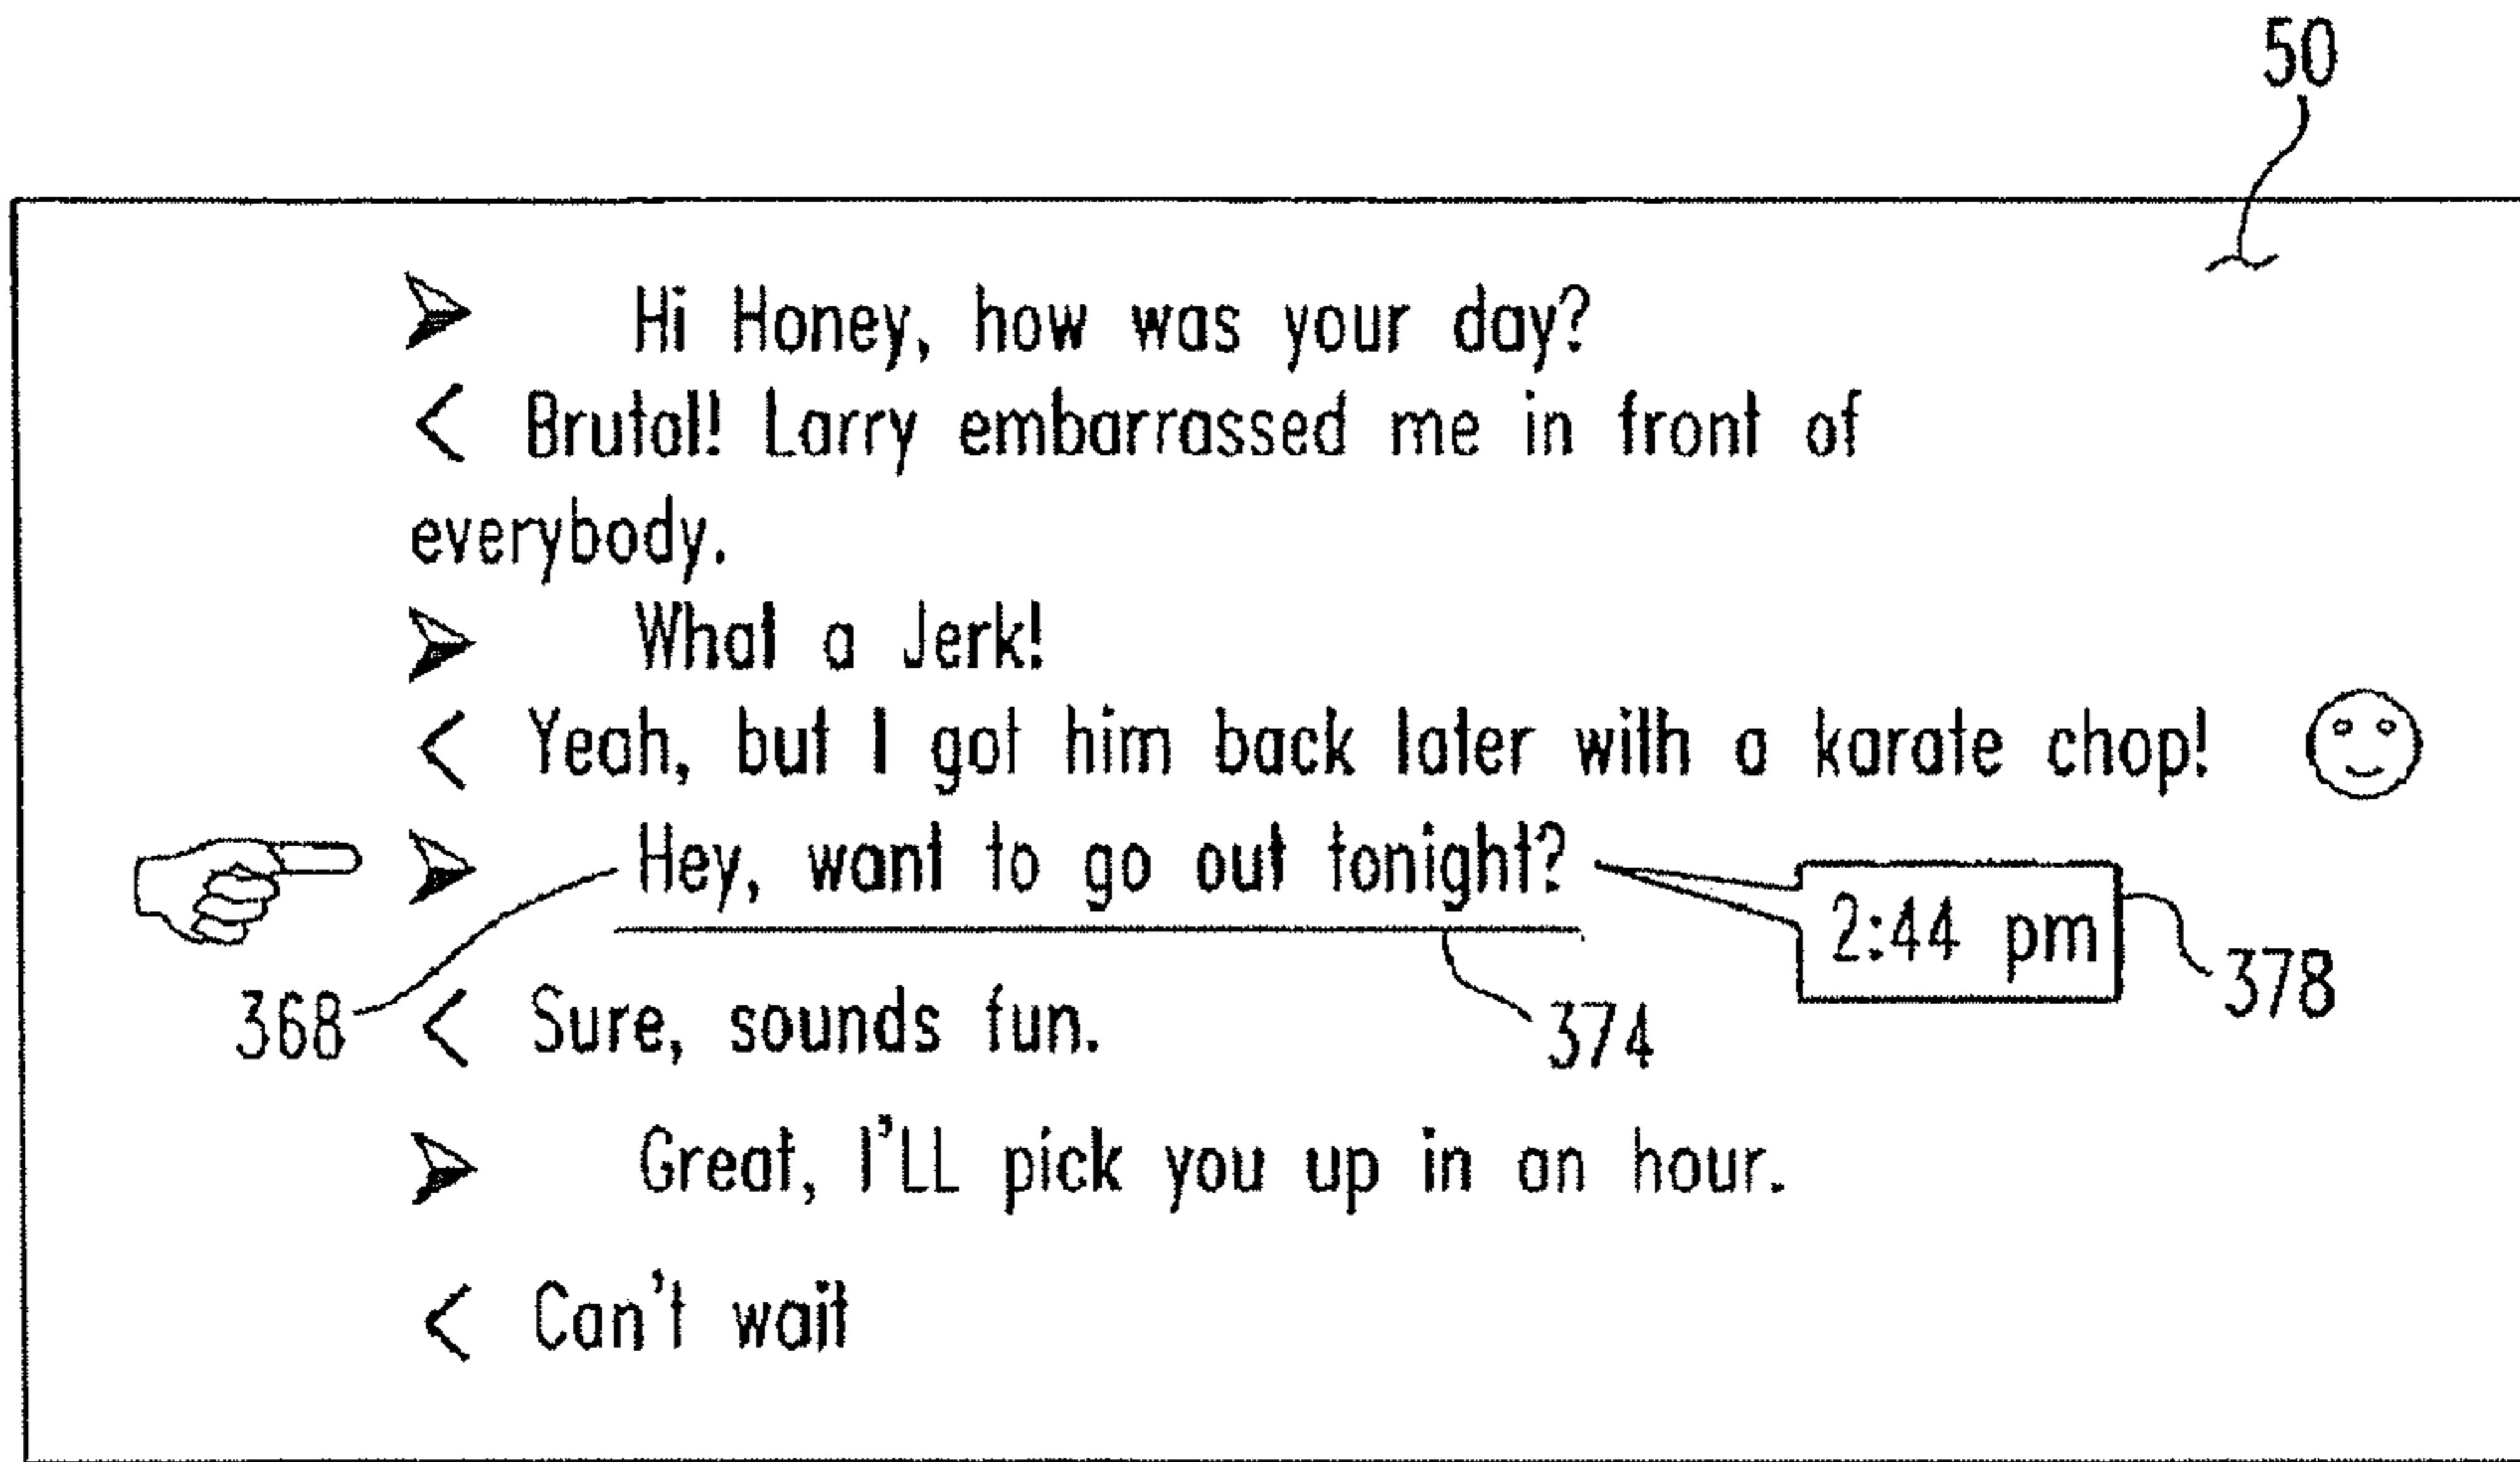 50
➢ Hi Honey, how was your day?
< Brutal! Larry embarrassed me in front of
everybody.
➢ What a Jerk!
< Yeah, but I got him back later with a karate chop!
➢ Hey, want to go out tonight?
2:44 pm
378
368
< Sure, sounds fun.
374
➢ Great, I'LL pick you up in an hour.
< Can't wait